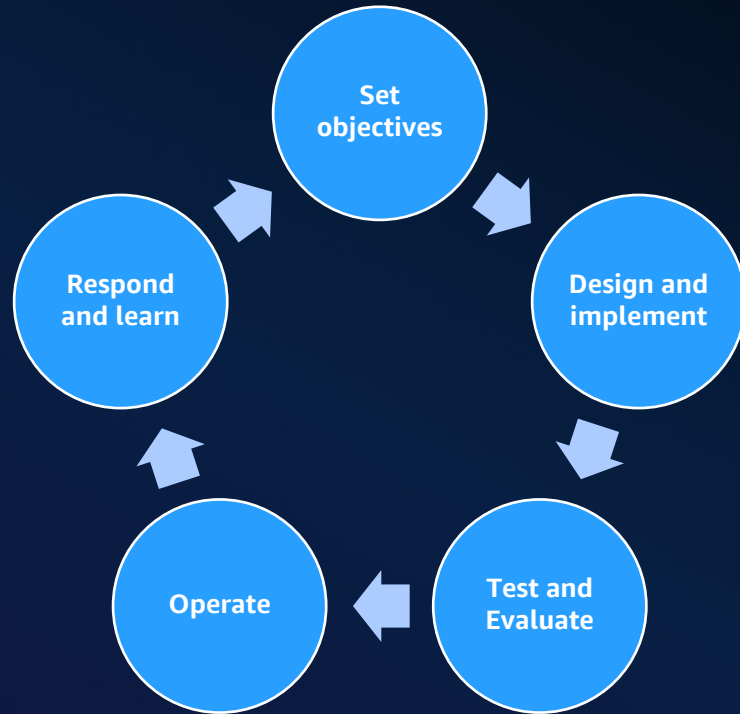 Set
objectives
Design and
implement
Test and
Evaluate
Operate
Respond
and learn